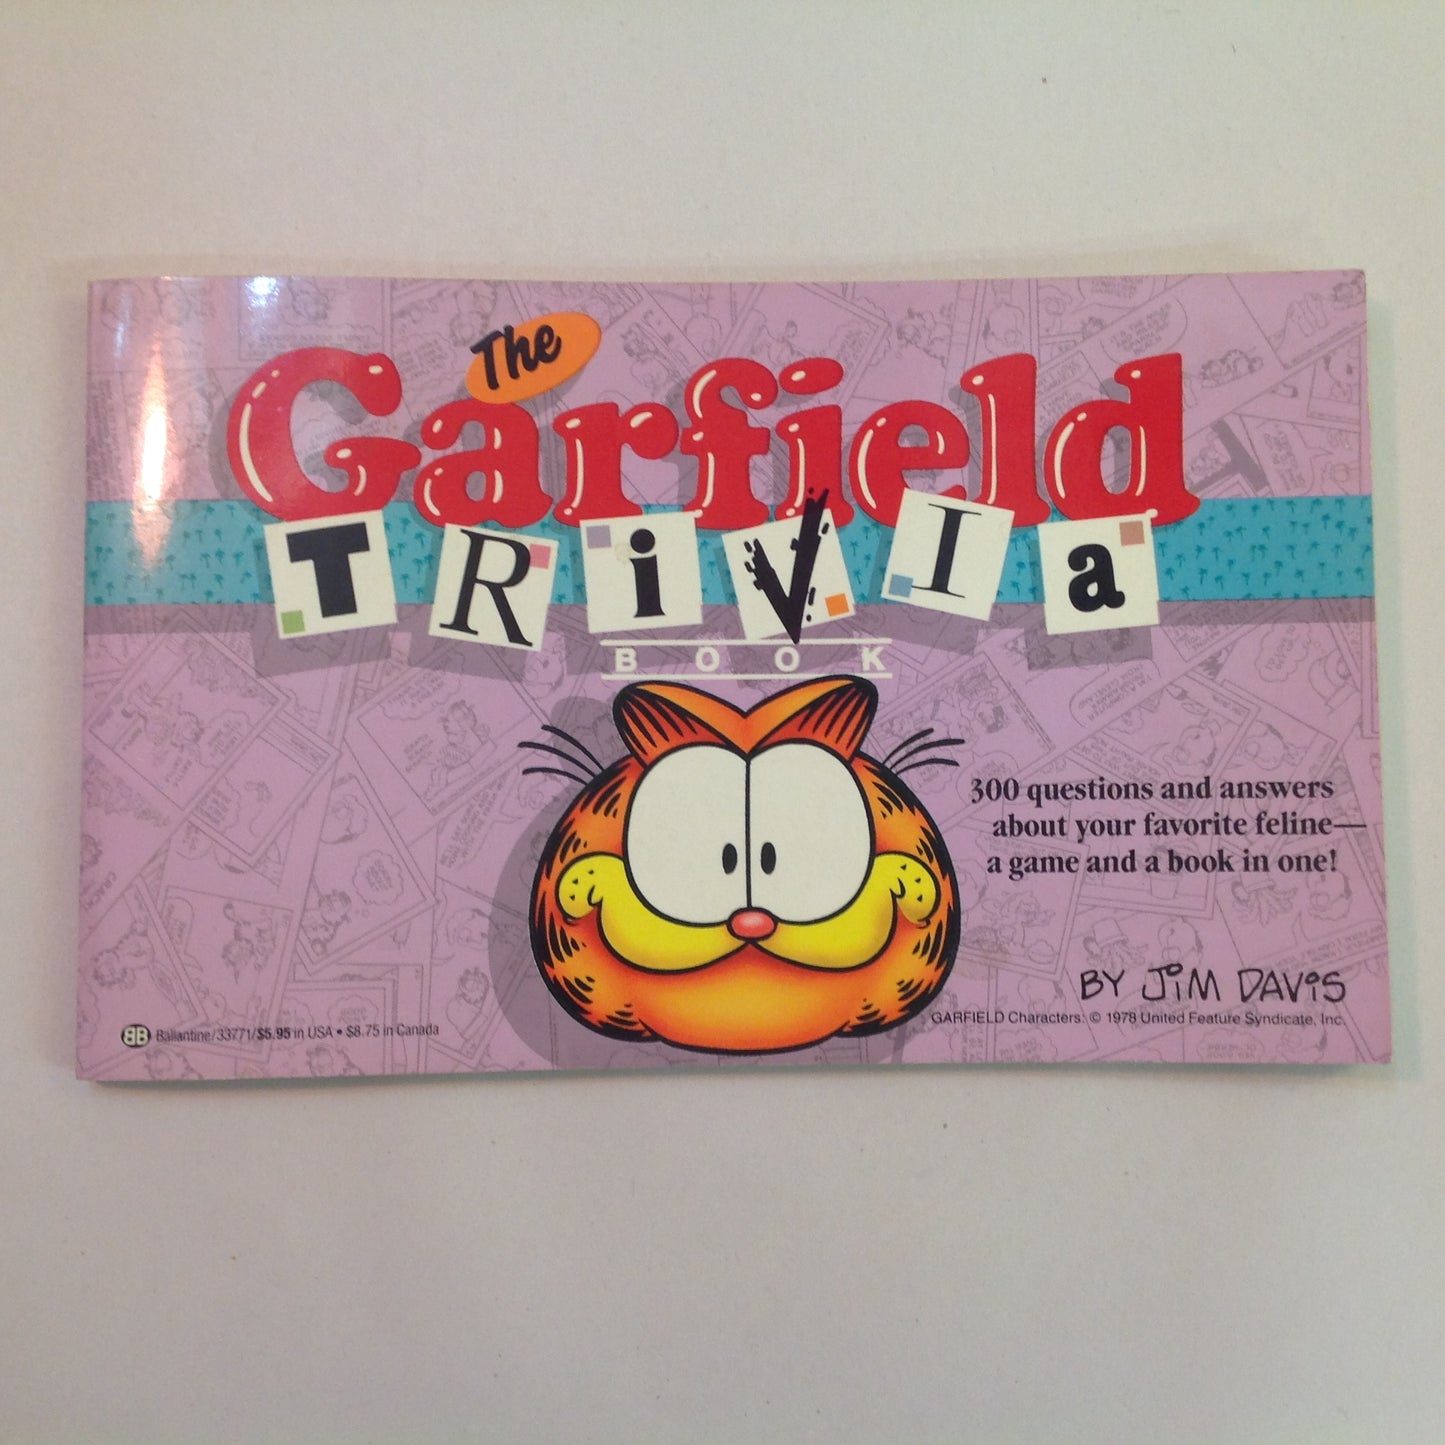 The
Garfield
TRiVIa
BOOK
300 questions and answers
about your favorite feline—
a game and a book in one!
BY JiM DAViS
GARFIELD Characters: © 1978 United Feature Syndicate, Inc.
BB Ballantine/33771/$5.95 in USA • $8.75 in Canada